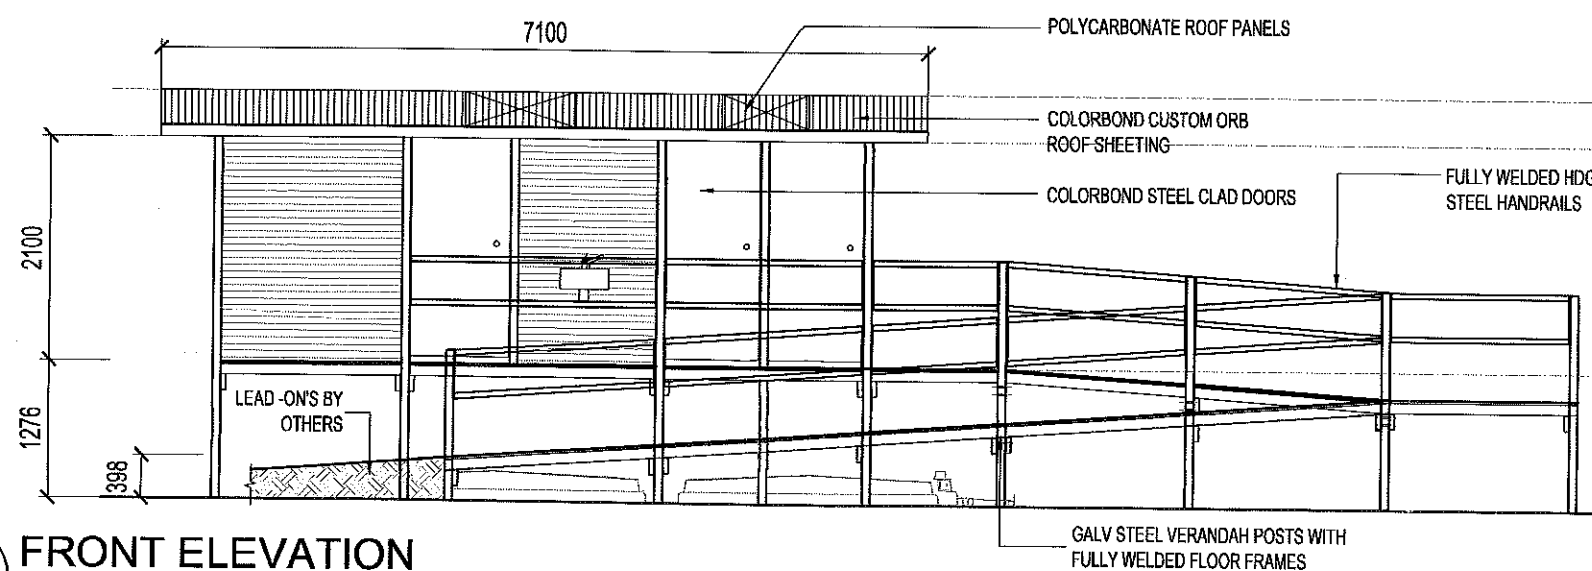 7100
POLYCARBONATE ROOF PANELS
COLORBOND CUSTOM ORB
ROOF SHEETING
COLORBOND STEEL CLAD DOORS
FULLY WELDED HDG
STEEL HANDRAILS
2100
1276
398
LEAD -ON'S BY
OTHERS
GALV STEEL VERANDAH POSTS WITH
FULLY WELDED FLOOR FRAMES
FRONT ELEVATION